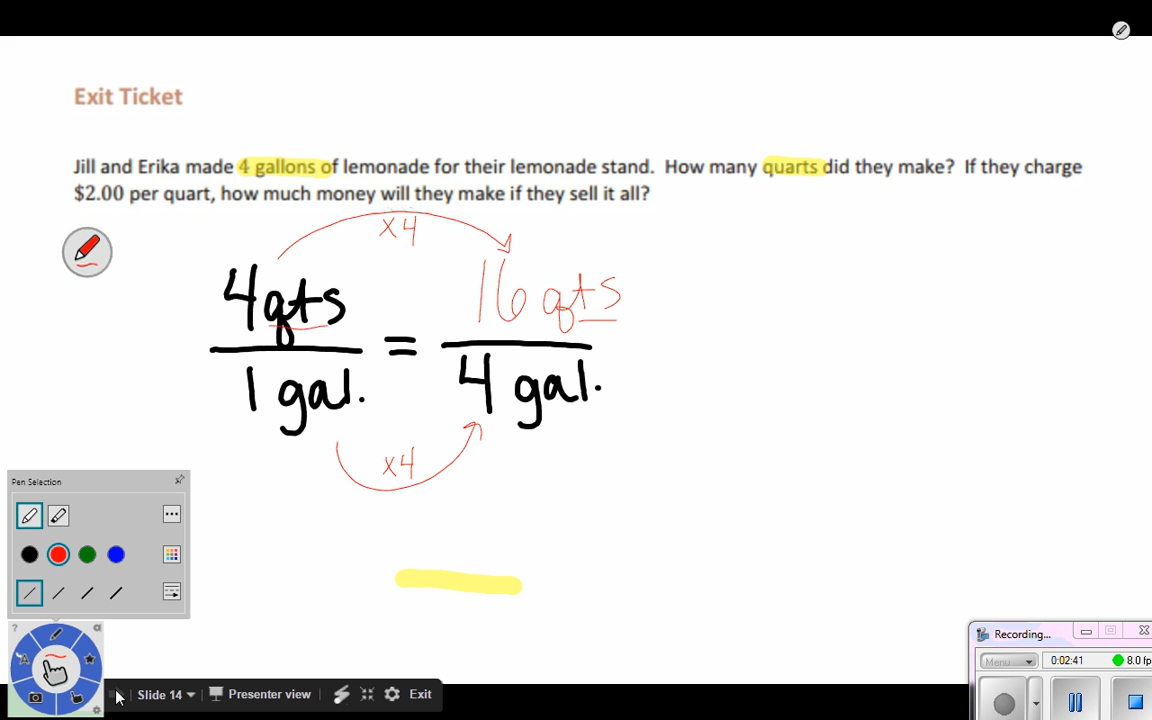 Exit Ticket
Jill and Erika made 4 gallons of lemonade for their lemonade stand. How many quarts did they make? If they charge
$2.00 per quart, how much money will they make if they sell it all?
x4
4qts = 16 qts
1 gal. 4 gal.
x4
Pen Selection
Recording...
Menu
0:02:41
8.0 fp
Slide 14
Presenter view
Exit